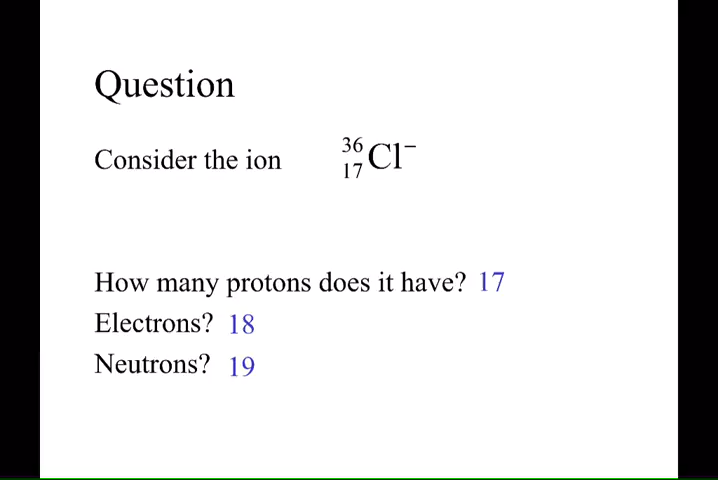 Question
Consider the ion ³⁶₁₇Cl⁻
How many protons does it have? 17
Electrons? 18
Neutrons? 19